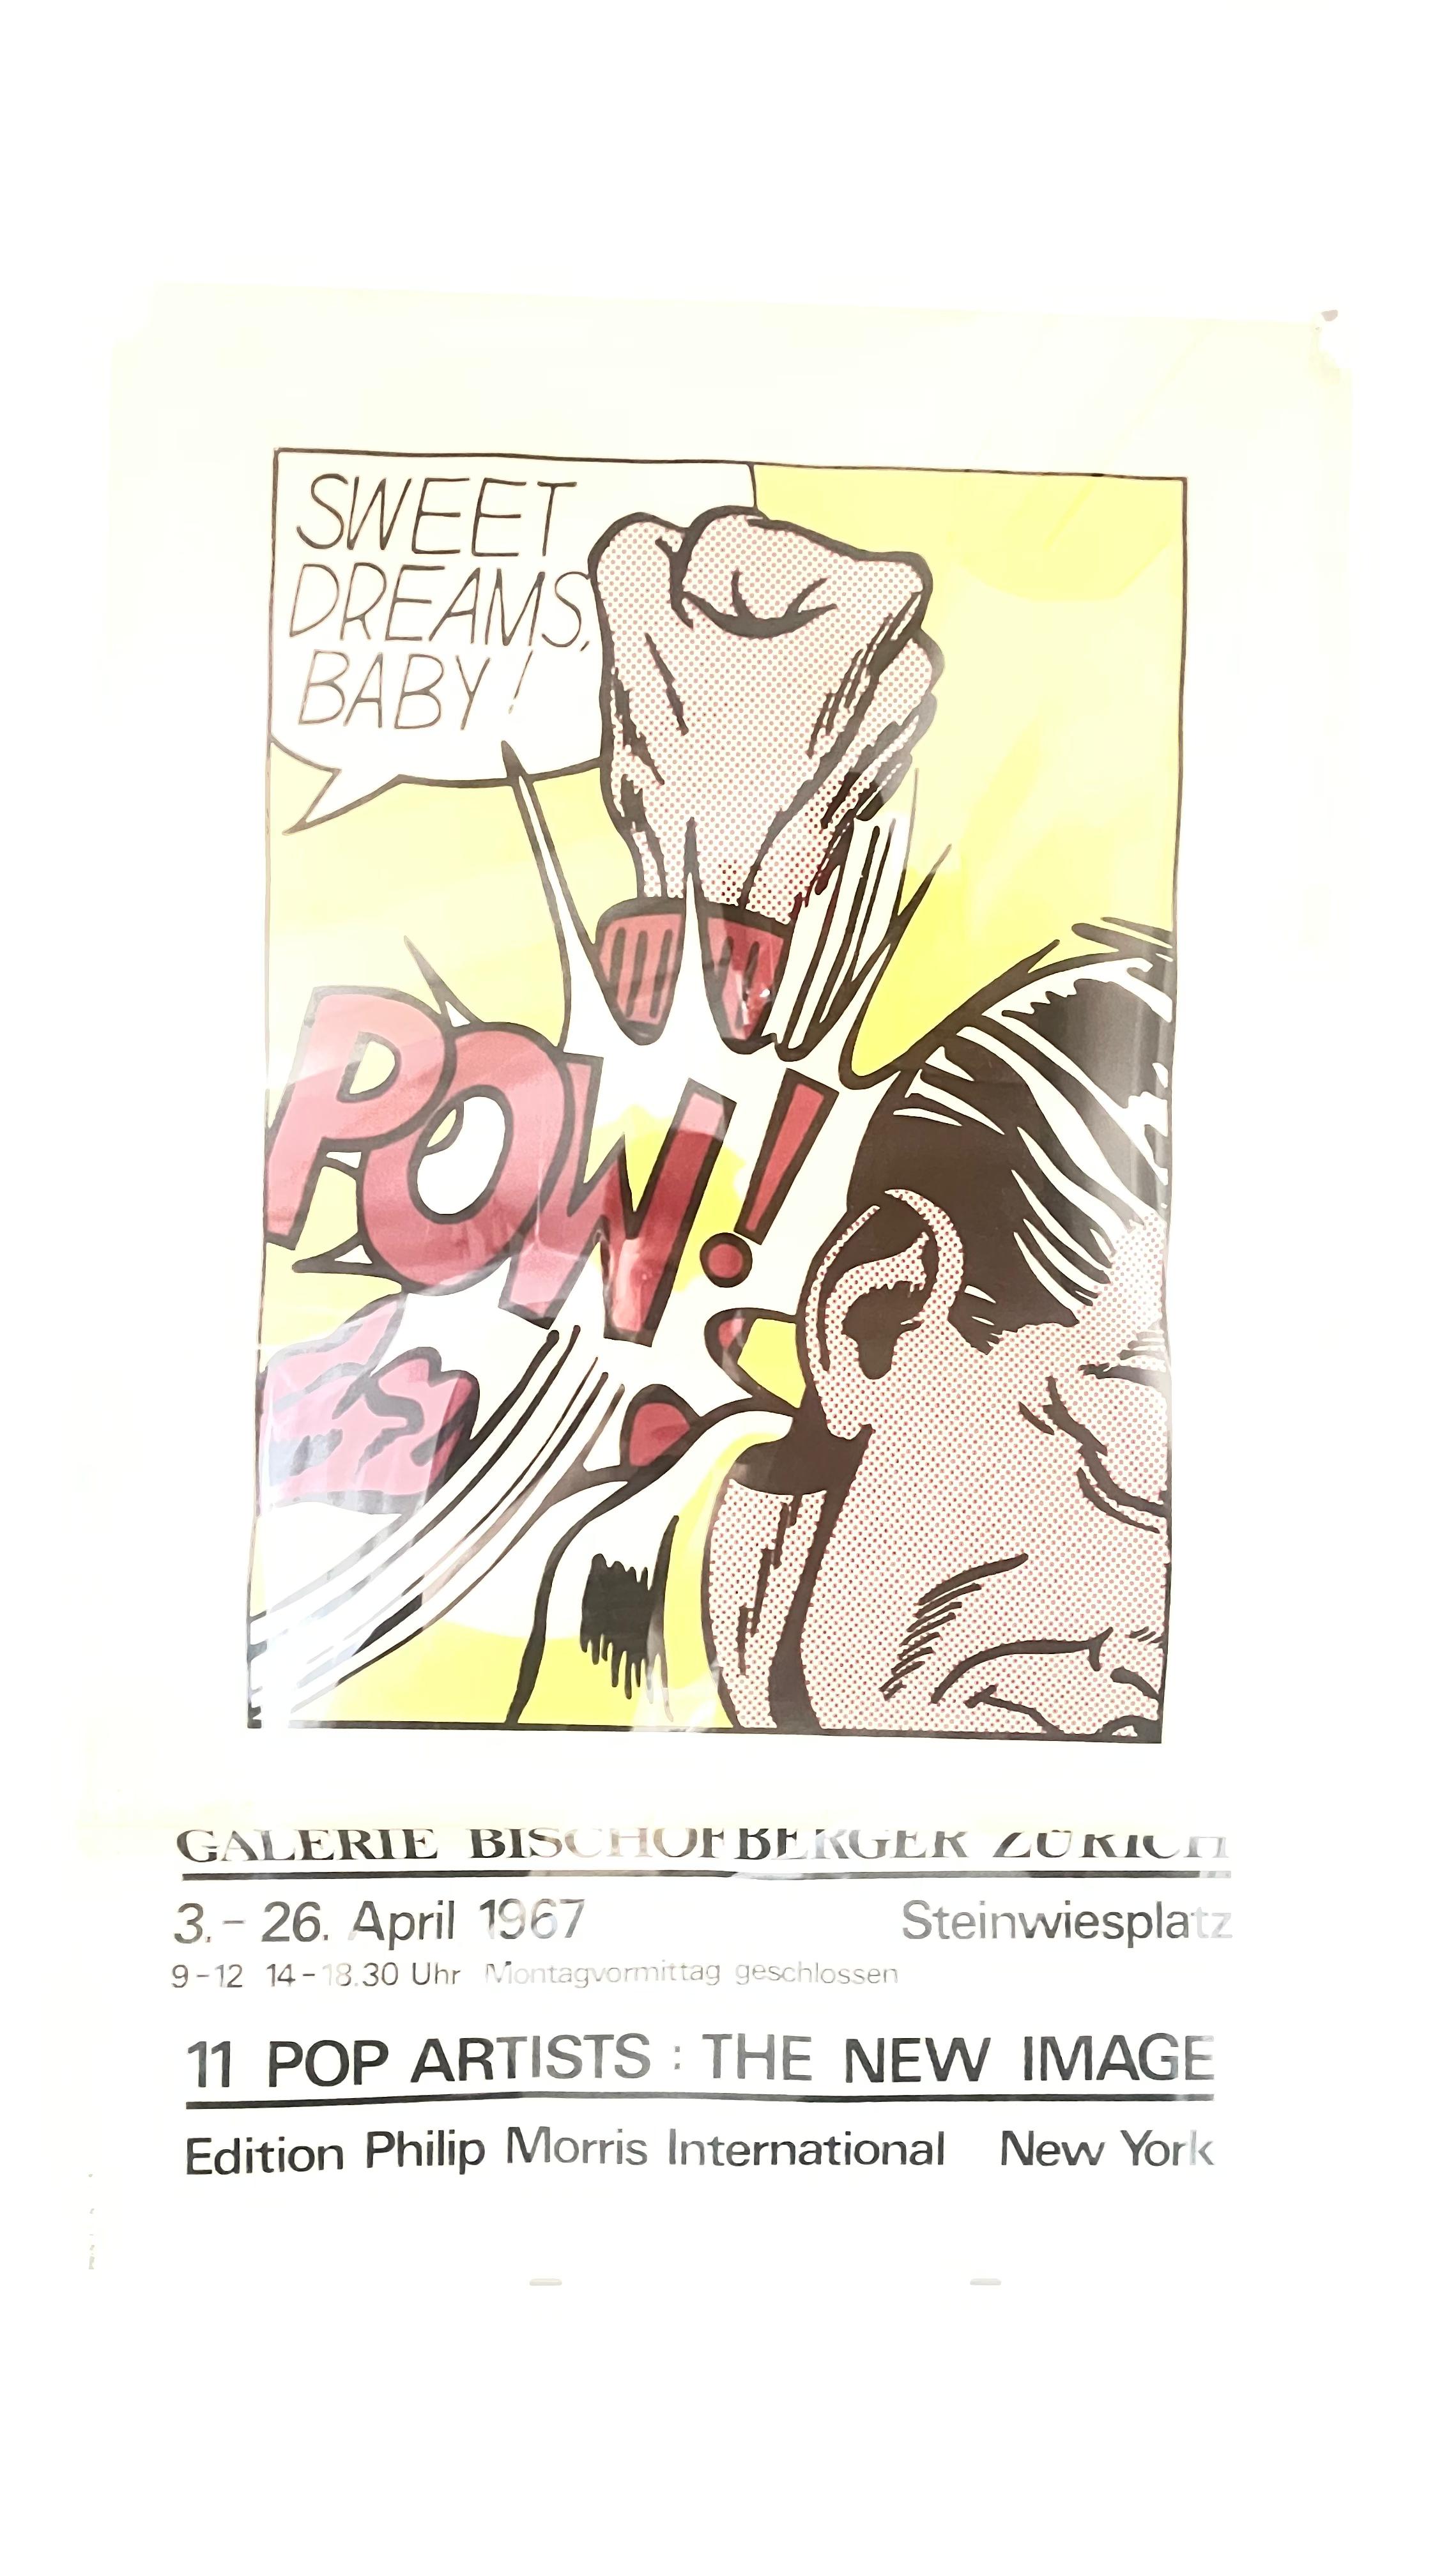 SWEET
DREAMS,
BABY!
POW!
GALERIE BISCHOFBERGER ZÜRICH
3.- 26. April 1967 Steinwiesplatz
9-12 14-18.30 Uhr Montagvormittag geschlossen
11 POP ARTISTS : THE NEW IMAGE
Edition Philip Morris International New York